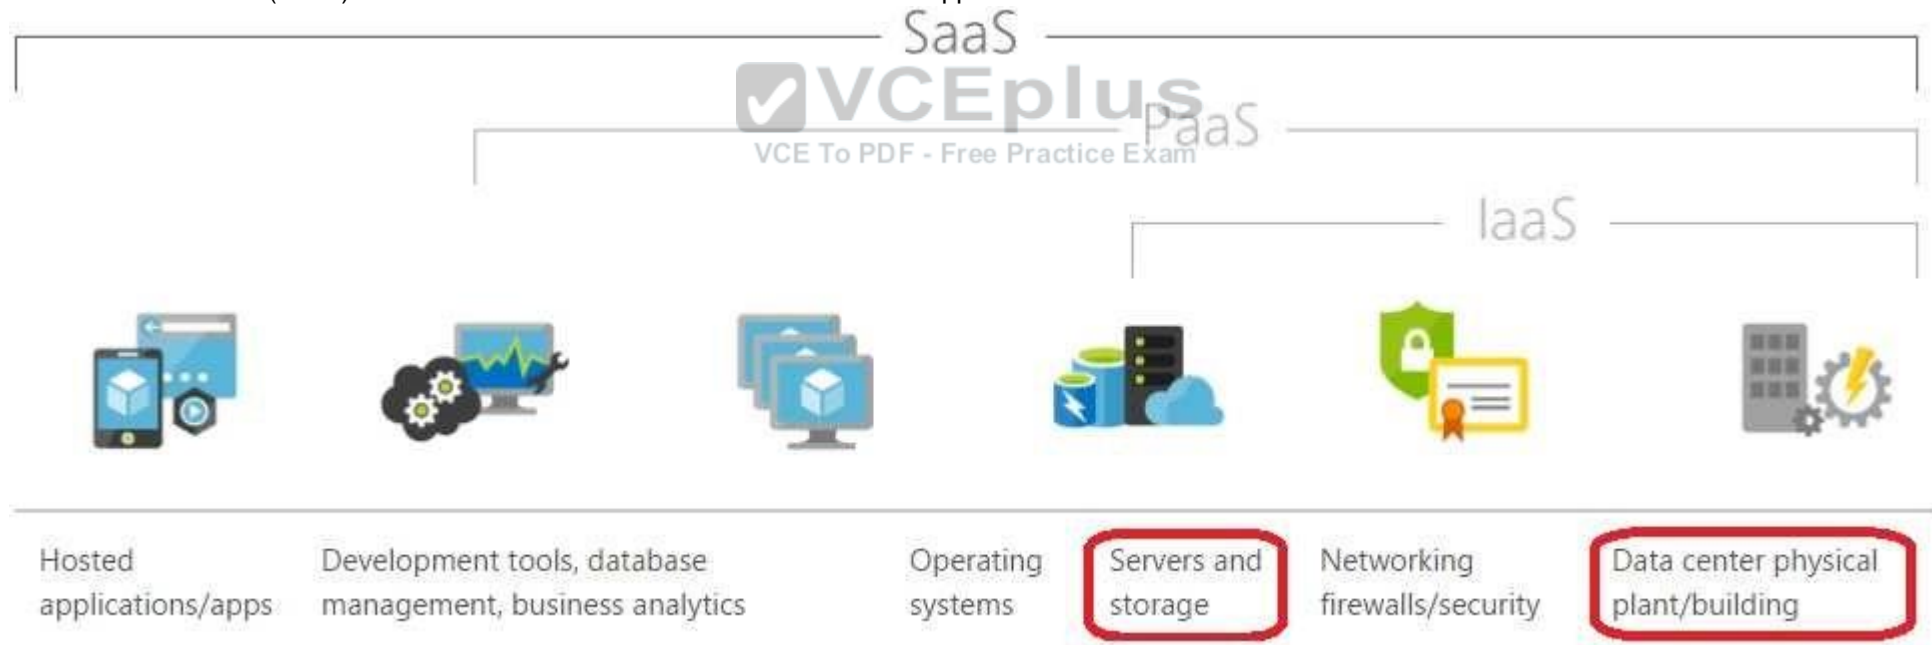 SaaS
VCEplus
PaaS
VCE To PDF - Free Practice Exam
IaaS
Hosted
applications/apps
Development tools, database
management, business analytics
Operating
systems
Servers and
storage
Networking
firewalls/security
Data center physical
plant/building